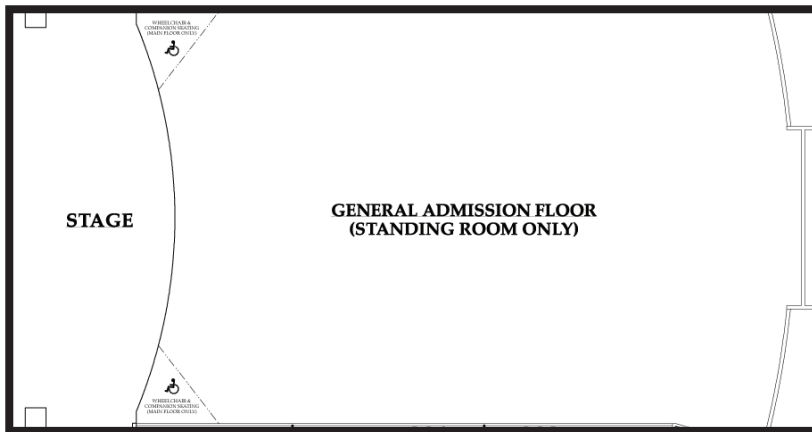 WHEELCHAIR &
COMPANION SEATING
(MAIN FLOOR ONLY)
STAGE
GENERAL ADMISSION FLOOR
(STANDING ROOM ONLY)
WHEELCHAIR &
COMPANION SEATING
(MAIN FLOOR ONLY)